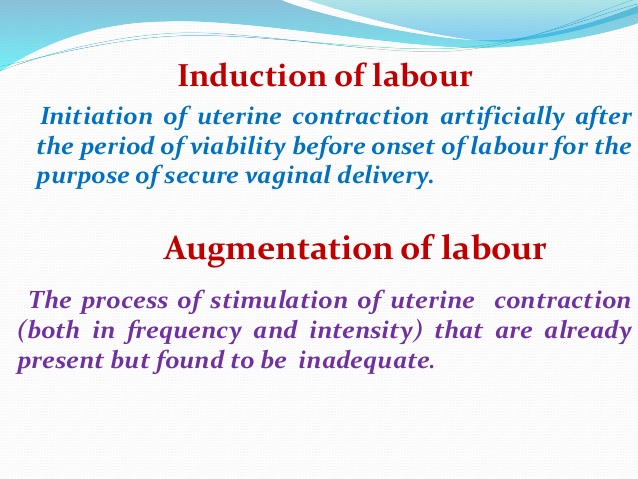 Induction of labour
Initiation of uterine contraction artificially after
the period of viability before onset of labour for the
purpose of secure vaginal delivery.
Augmentation of labour
The process of stimulation of uterine contraction
(both in frequency and intensity) that are already
present but found to be inadequate.